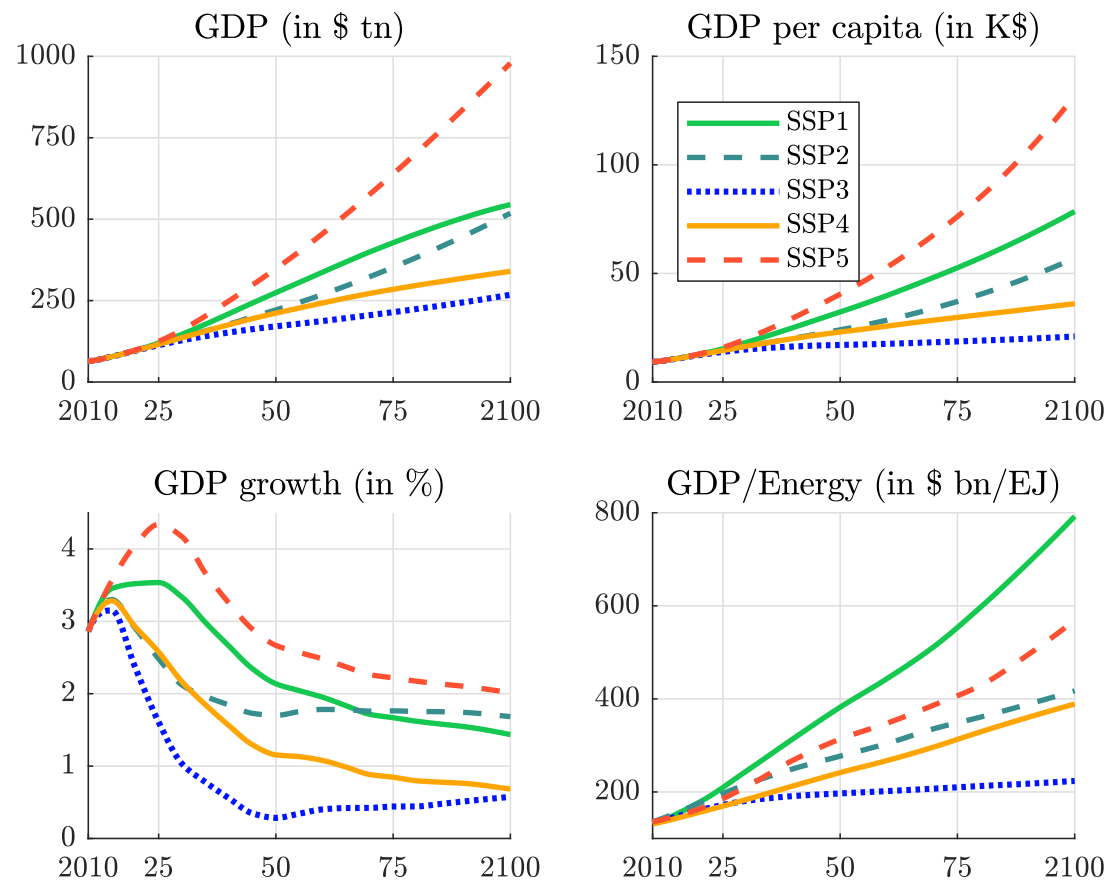 GDP (in $ tn)
1000
750
500
250
0
2010 25 50 75 2100
GDP per capita (in K$)
150
100
50
0
SSP1
SSP2
SSP3
SSP4
SSP5
2010 25 50 75 2100
GDP growth (in %)
4
3
2
1
0
2010 25 50 75 2100
GDP/Energy (in $ bn/EJ)
800
600
400
200
2010 25 50 75 2100